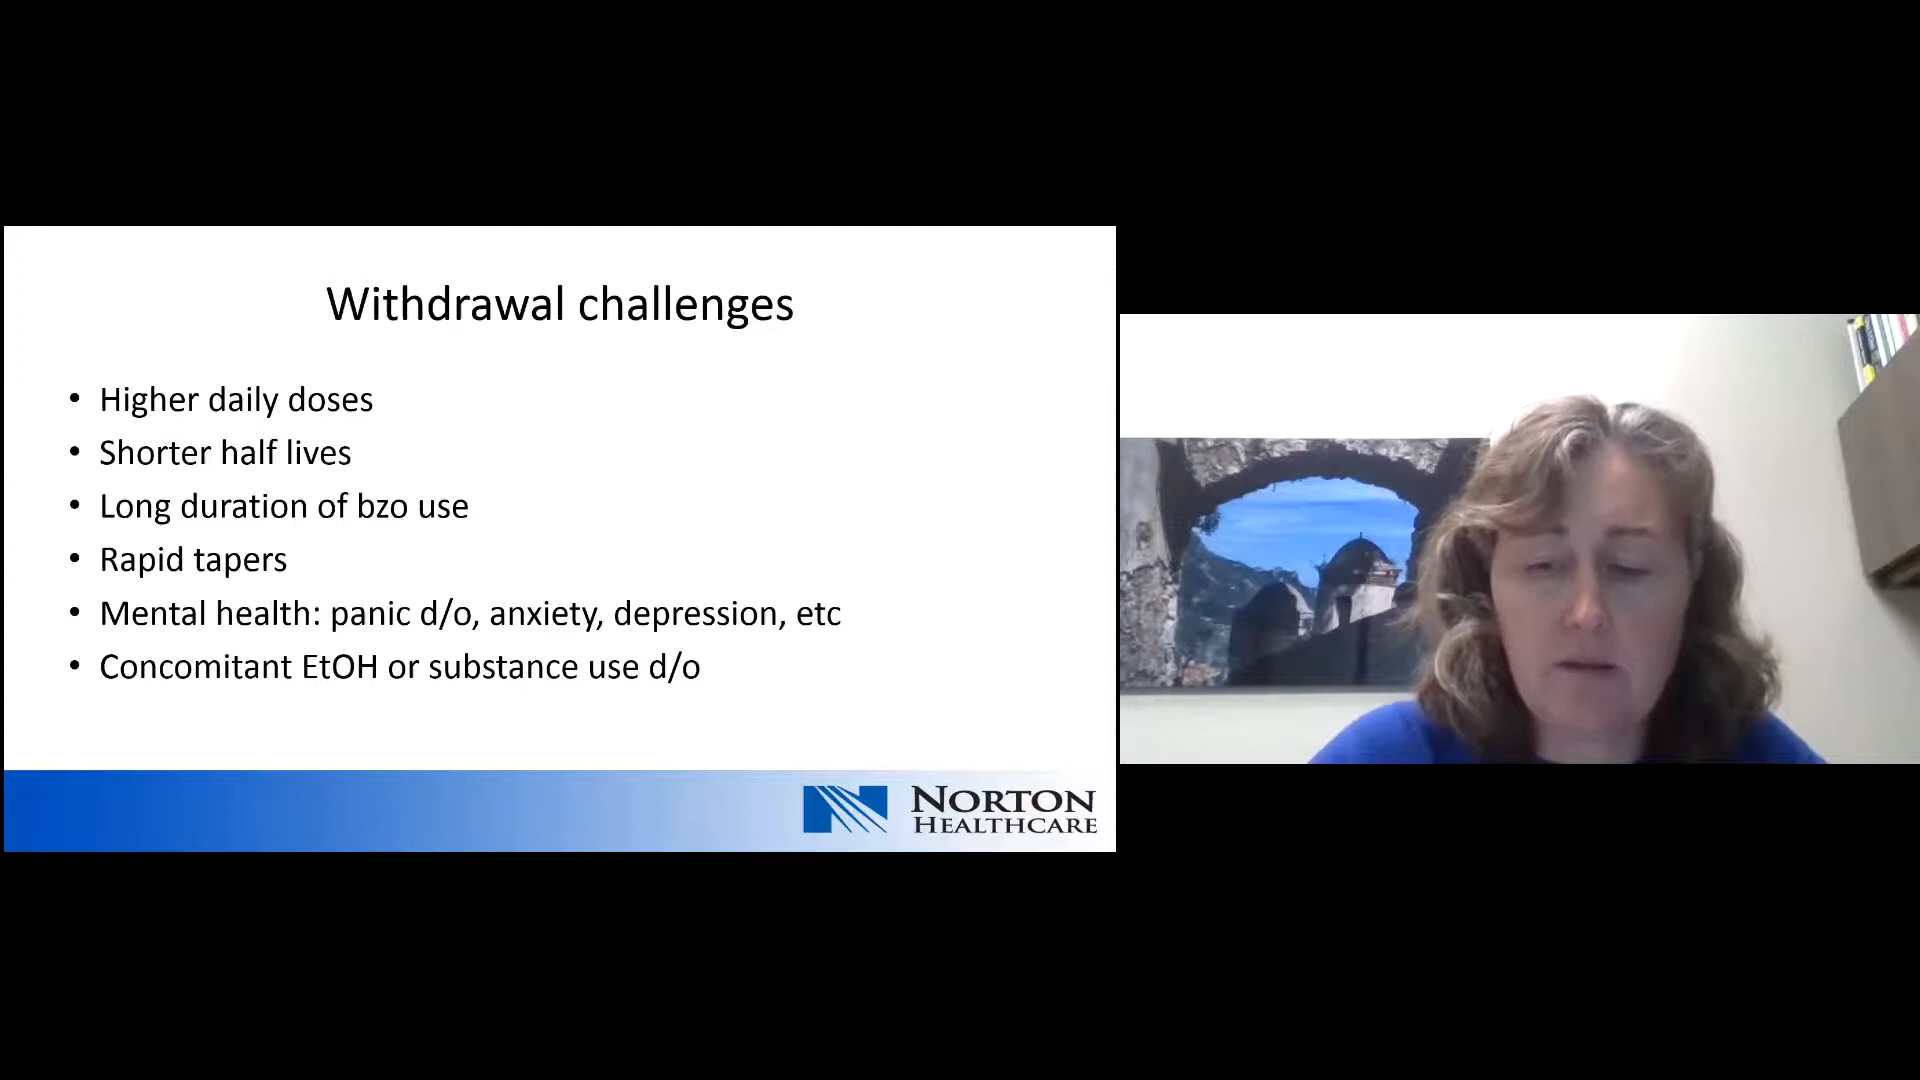 Withdrawal challenges
• Higher daily doses
• Shorter half lives
• Long duration of bzo use
• Rapid tapers
• Mental health: panic d/o, anxiety, depression, etc
• Concomitant EtOH or substance use d/o
NORTON
HEALTHCARE